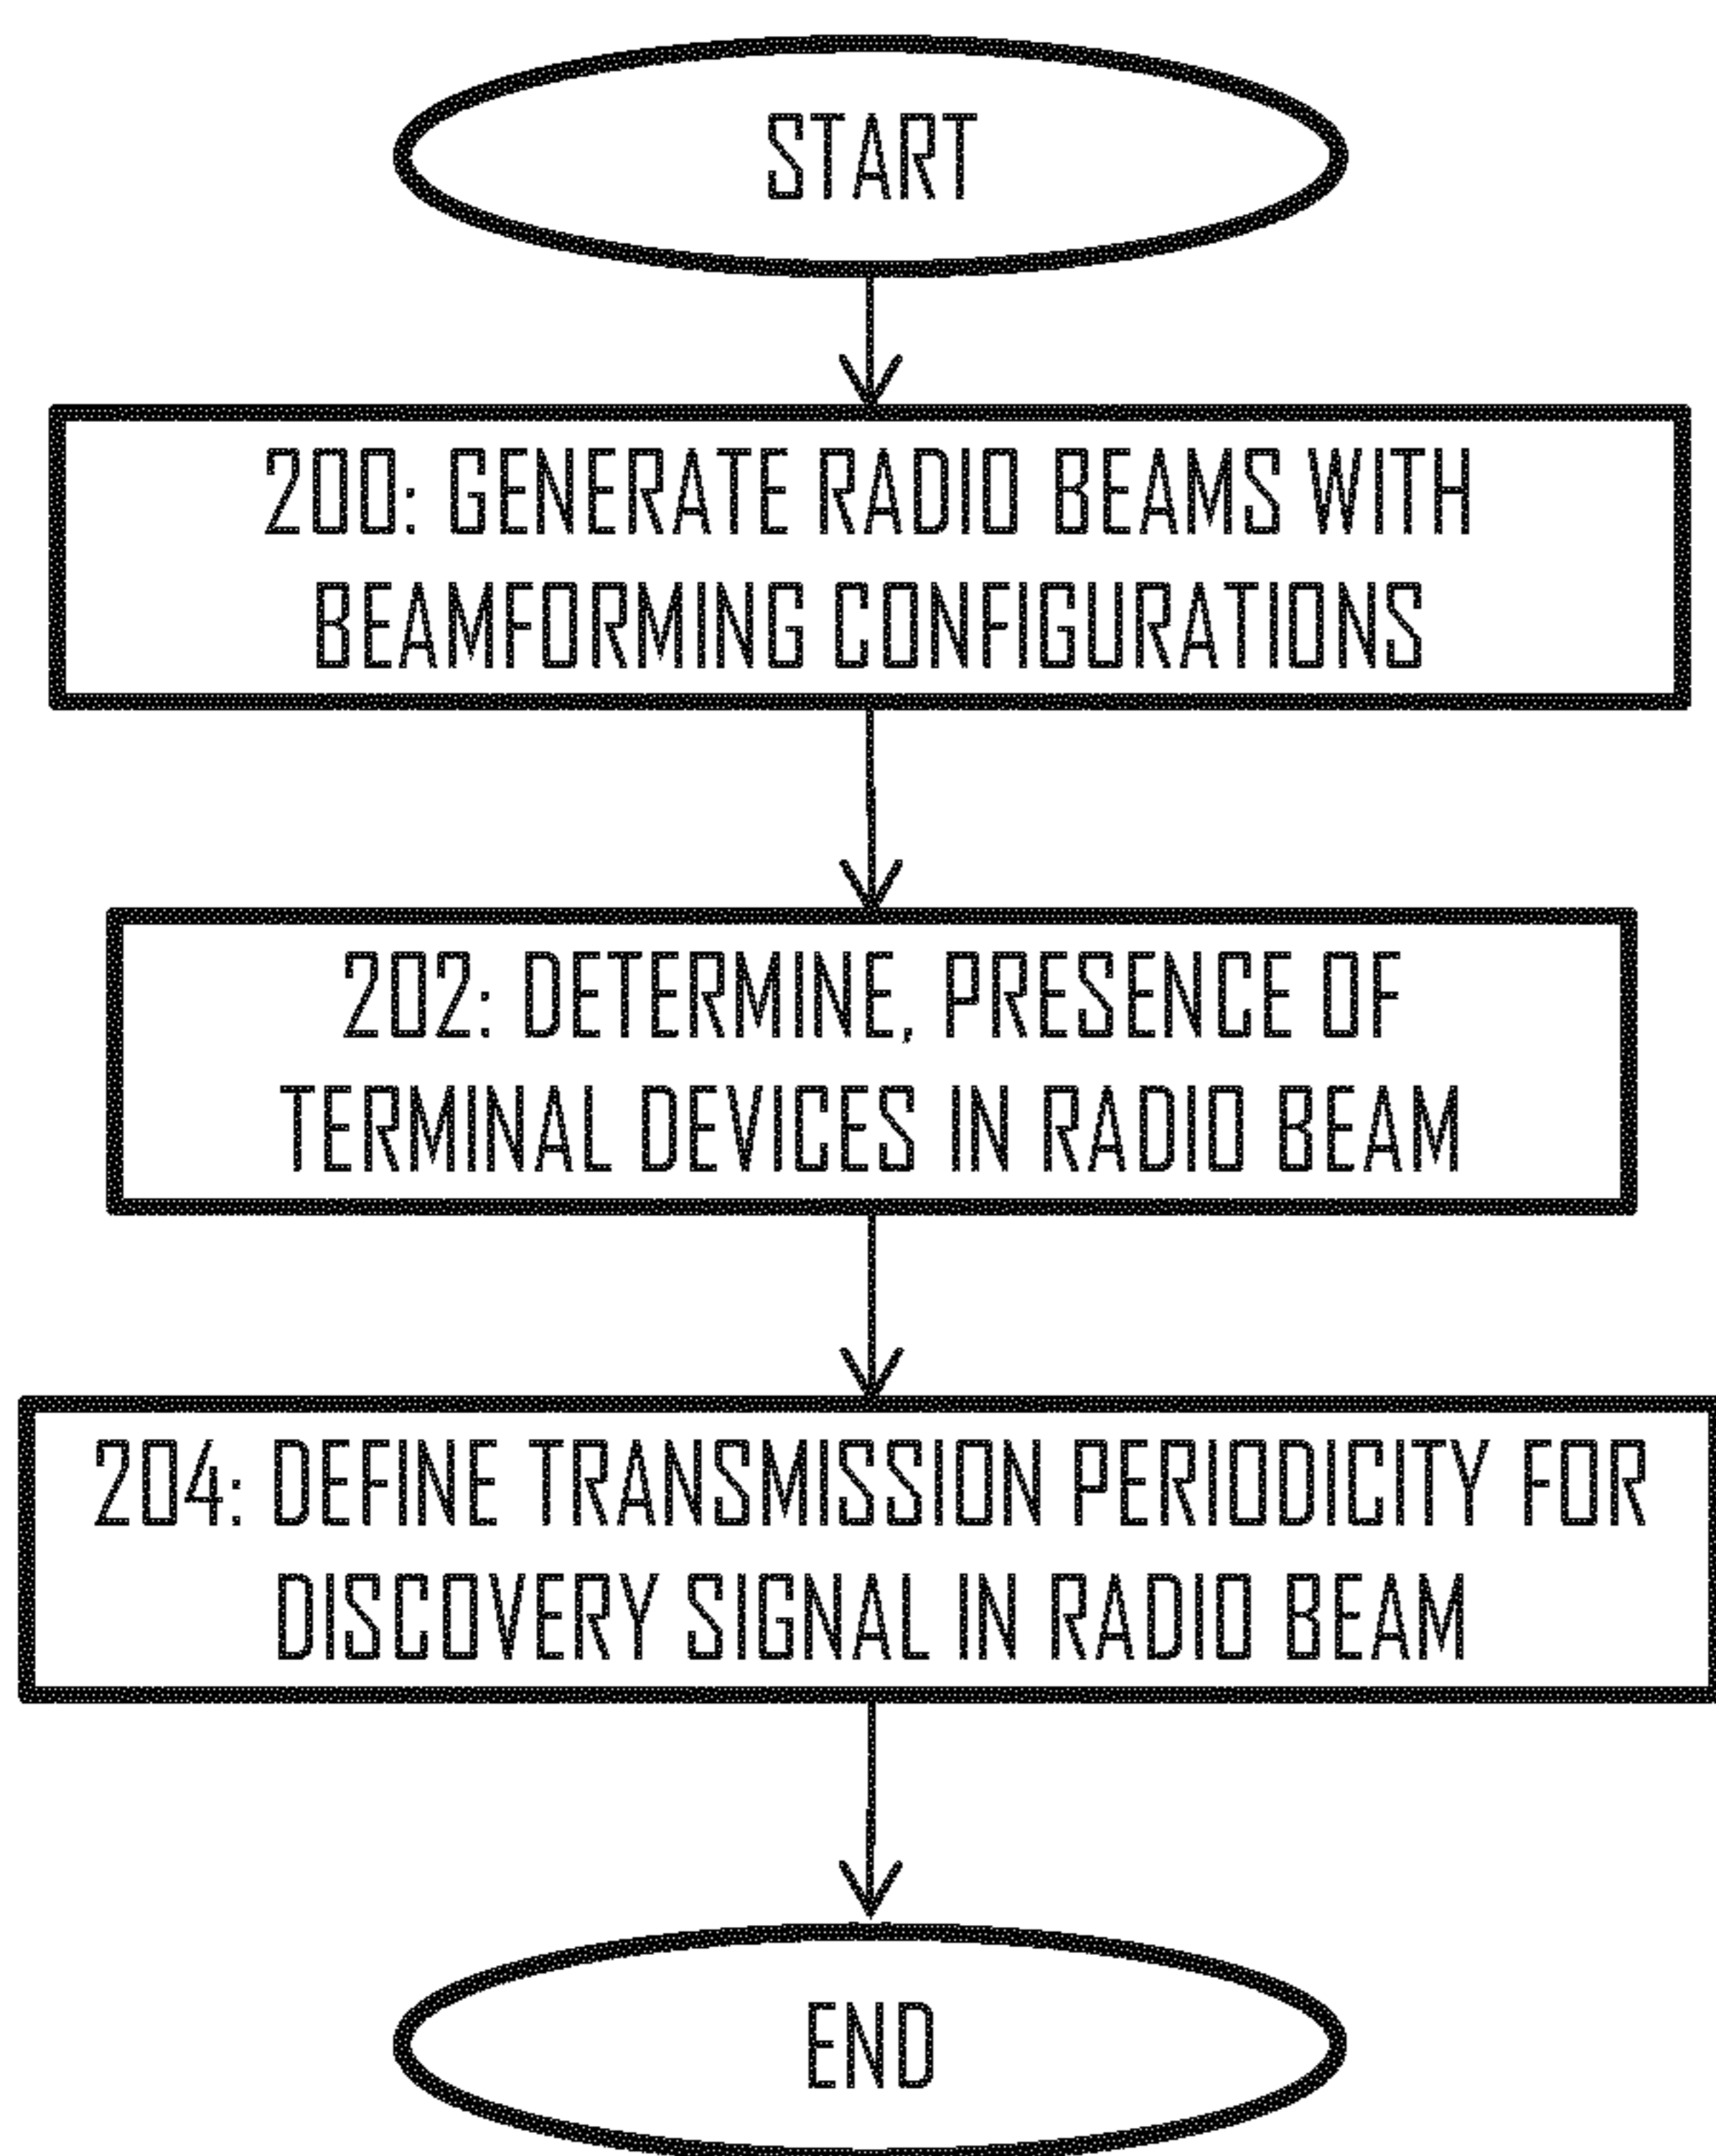 START
200: GENERATE RADIO BEAMS WITH
BEAMFORMING CONFIGURATIONS
202: DETERMINE, PRESENCE OF
TERMINAL DEVICES IN RADIO BEAM
204: DEFINE TRANSMISSION PERIODICITY FOR
DISCOVERY SIGNAL IN RADIO BEAM
END